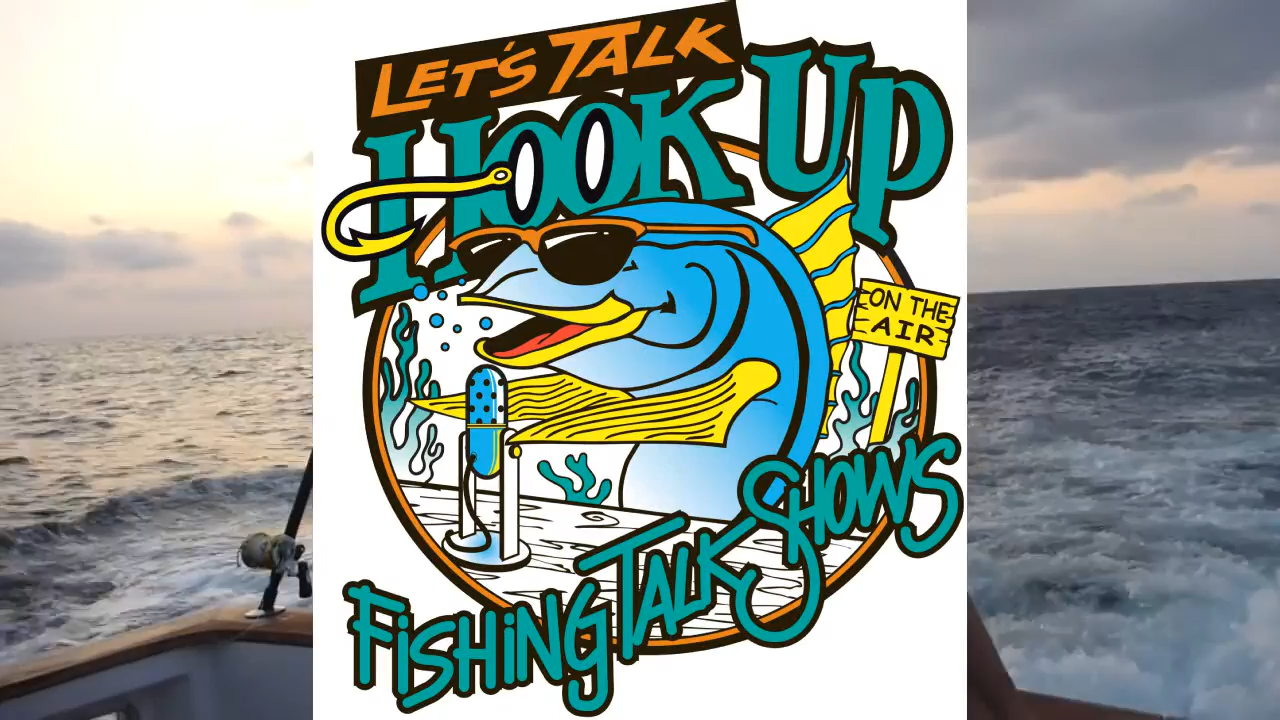 LET'S TALK
HOOK UP
ON THE
AIR
FISHING TALK SHOWS